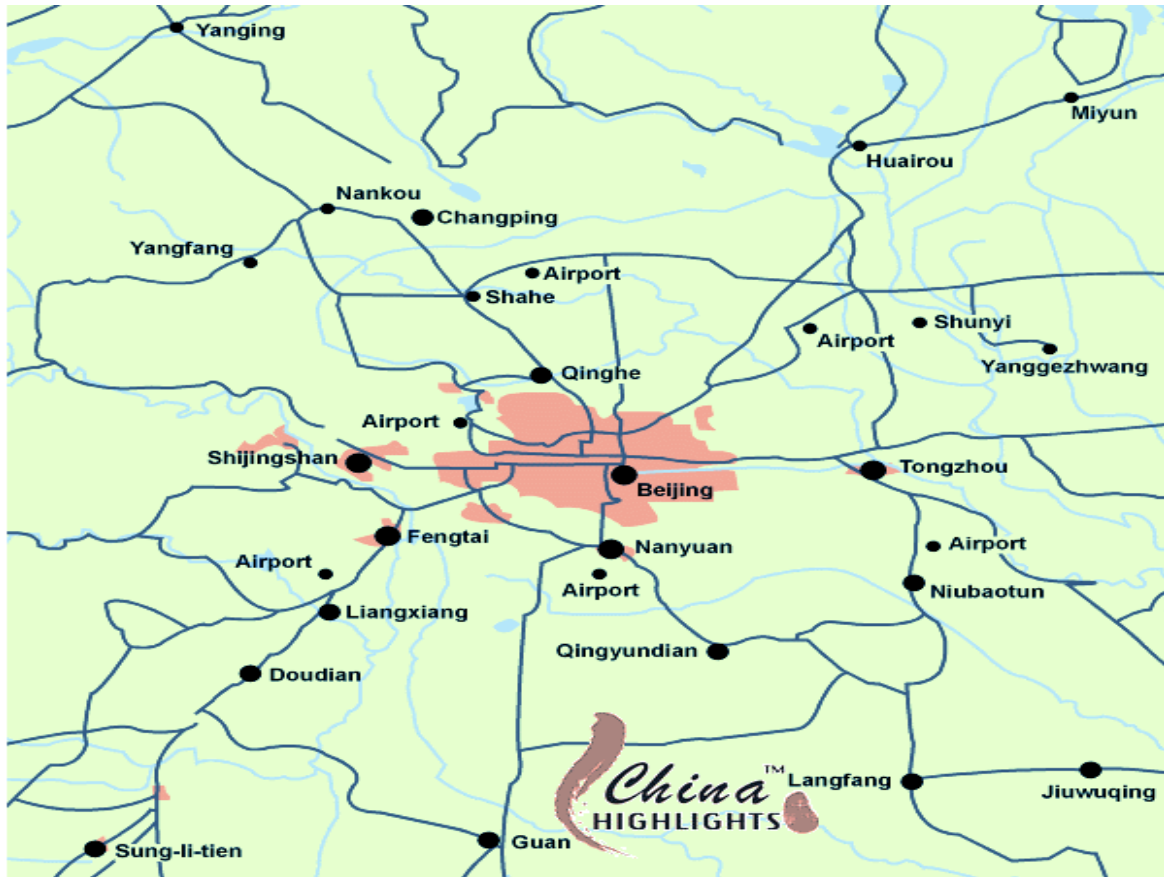 Yanging
Miyun
Huairou
Nankou
Changping
Yangfang
Airport
Shahe
Shunyi
Airport
Yanggezhwang
Qinghe
Airport
Shijingshan
Tongzhou
Beijing
Fengtai
Nanyuan
Airport
Airport
Airport
Niubaotun
Liangxiang
Qingyundian
Doudian
China™
HIGHLIGHTS
Langfang
Jiuwuqing
Guan
Sung-li-tien